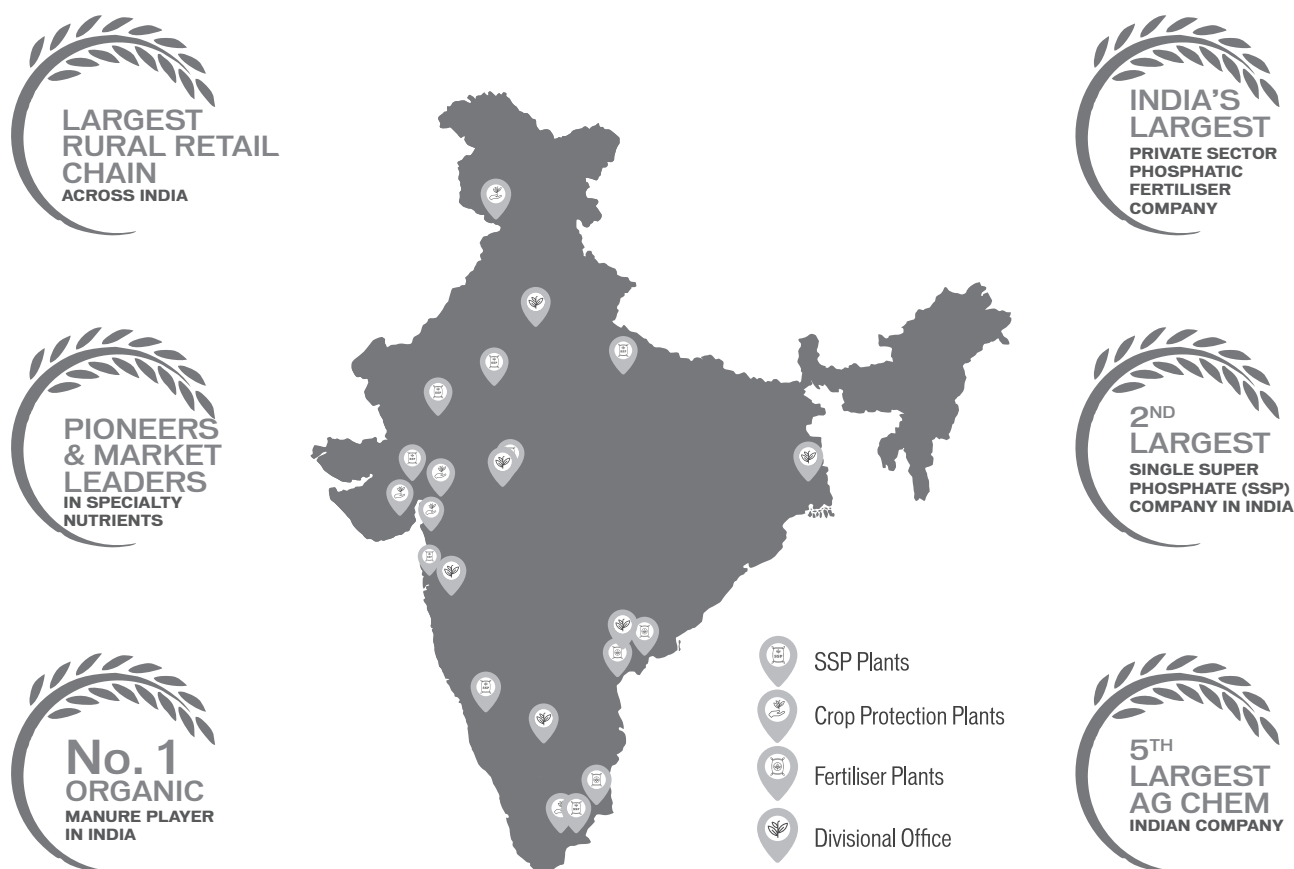 LARGEST
RURAL RETAIL
CHAIN
ACROSS INDIA
PIONEERS
& MARKET
LEADERS
IN SPECIALTY
NUTRIENTS
No. 1
ORGANIC
MANURE PLAYER
IN INDIA
INDIA'S
LARGEST
PRIVATE SECTOR
PHOSPHATIC
FERTILISER
COMPANY
2ND
LARGEST
SINGLE SUPER
PHOSPHATE (SSP)
COMPANY IN INDIA
5TH
LARGEST
AG CHEM
INDIAN COMPANY
SSP
SSP Plants
Crop Protection Plants
Fertiliser Plants
Divisional Office